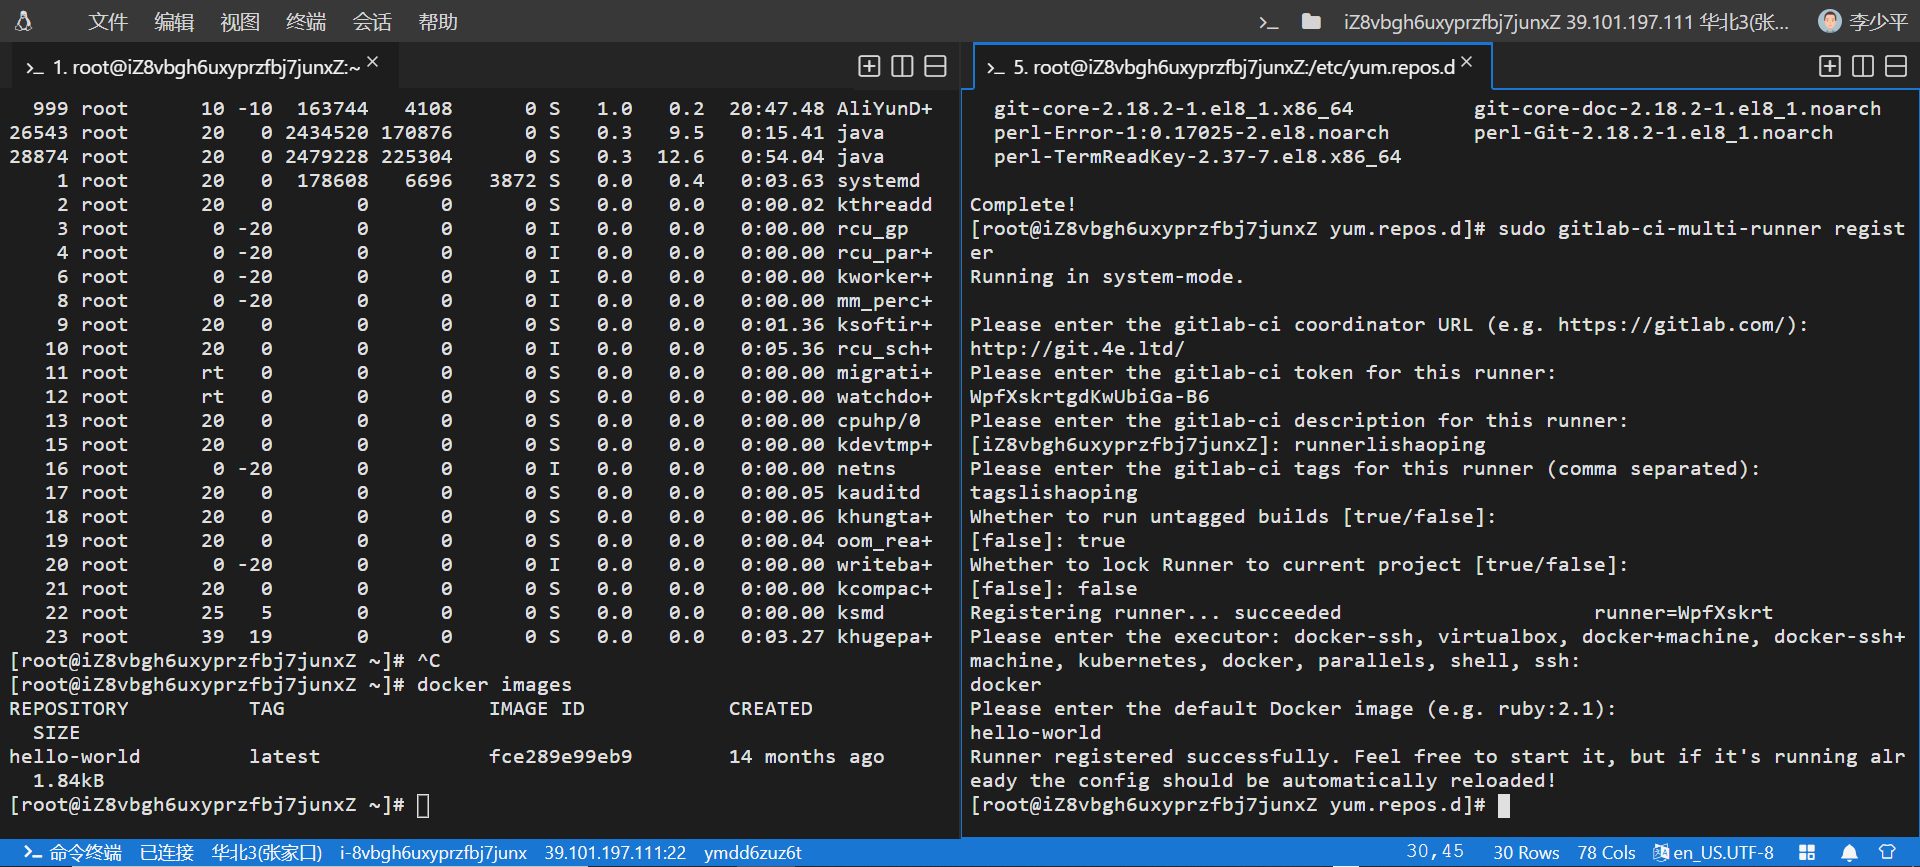 文件 编辑 视图 终端 会话 帮助
>_ iZ8vbgh6uxyprzfbj7junxZ 39.101.197.111 华北3(张... 李少平
>_ 1. root@iZ8vbgh6uxyprzfbj7junxZ:~ ×
999 root 10 -10 163744 4108 0 S 1.0 0.2 20:47.48 AliYunD+
26543 root 20 0 2434520 170876 0 S 0.3 9.5 0:15.41 java
28874 root 20 0 2479228 225304 0 S 0.3 12.6 0:54.04 java
1 root 20 0 178608 6696 3872 S 0.0 0.4 0:03.63 systemd
2 root 20 0 0 0 0 S 0.0 0.0 0:00.02 kthreadd
3 root 0 -20 0 0 0 I 0.0 0.0 0:00.00 rcu_gp
4 root 0 -20 0 0 0 I 0.0 0.0 0:00.00 rcu_par+
6 root 0 -20 0 0 0 I 0.0 0.0 0:00.00 kworker+
8 root 0 -20 0 0 0 I 0.0 0.0 0:00.00 mm_perc+
9 root 20 0 0 0 0 S 0.0 0.0 0:01.36 ksoftir+
10 root 20 0 0 0 0 I 0.0 0.0 0:05.36 rcu_sch+
11 root rt 0 0 0 0 S 0.0 0.0 0:00.00 migrati+
12 root rt 0 0 0 0 S 0.0 0.0 0:00.00 watchdo+
13 root 20 0 0 0 0 S 0.0 0.0 0:00.00 cpuhp/0
15 root 20 0 0 0 0 S 0.0 0.0 0:00.00 kdevtmp+
16 root 0 -20 0 0 0 I 0.0 0.0 0:00.00 netns
17 root 20 0 0 0 0 S 0.0 0.0 0:00.05 kauditd
18 root 20 0 0 0 0 S 0.0 0.0 0:00.06 khungta+
19 root 20 0 0 0 0 S 0.0 0.0 0:00.04 oom_rea+
20 root 0 -20 0 0 0 I 0.0 0.0 0:00.00 writeba+
21 root 20 0 0 0 0 S 0.0 0.0 0:00.00 kcompac+
22 root 25 5 0 0 0 S 0.0 0.0 0:00.00 ksmd
23 root 39 19 0 0 0 S 0.0 0.0 0:03.27 khugepa+
[root@iZ8vbgh6uxyprzfbj7junxZ ~]# ^C
[root@iZ8vbgh6uxyprzfbj7junxZ ~]# docker images
REPOSITORY TAG IMAGE ID CREATED
SIZE
hello-world latest fce289e99eb9 14 months ago
1.84kB
[root@iZ8vbgh6uxyprzfbj7junxZ ~]#
>_ 5. root@iZ8vbgh6uxyprzfbj7junxZ:/etc/yum.repos.d ×
git-core-2.18.2-1.el8_1.x86_64 git-core-doc-2.18.2-1.el8_1.noarch
perl-Error-1:0.17025-2.el8.noarch perl-Git-2.18.2-1.el8_1.noarch
perl-TermReadKey-2.37-7.el8.x86_64
Complete!
[root@iZ8vbgh6uxyprzfbj7junxZ yum.repos.d]# sudo gitlab-ci-multi-runner regist
er
Running in system-mode.
Please enter the gitlab-ci coordinator URL (e.g. https://gitlab.com/):
http://git.4e.ltd/
Please enter the gitlab-ci token for this runner:
WpfXskrtgdKwUbiGa-B6
Please enter the gitlab-ci description for this runner:
[iZ8vbgh6uxyprzfbj7junxZ]: runnerlishaoping
Please enter the gitlab-ci tags for this runner (comma separated):
tagslishaoping
Whether to run untagged builds [true/false]:
[false]: true
Whether to lock Runner to current project [true/false]:
[false]: false
Registering runner... succeeded runner=WpfXskrt
Please enter the executor: docker-ssh, virtualbox, docker+machine, docker-ssh+
machine, kubernetes, docker, parallels, shell, ssh:
docker
Please enter the default Docker image (e.g. ruby:2.1):
hello-world
Runner registered successfully. Feel free to start it, but if it's running alr
eady the config should be automatically reloaded!
[root@iZ8vbgh6uxyprzfbj7junxZ yum.repos.d]#
>_ 命令终端 已连接 华北3(张家口) i-8vbgh6uxyprzfbj7junx 39.101.197.111:22 ymdd6zuz6t 30,45 30 Rows 78 Cols en_US.UTF-8